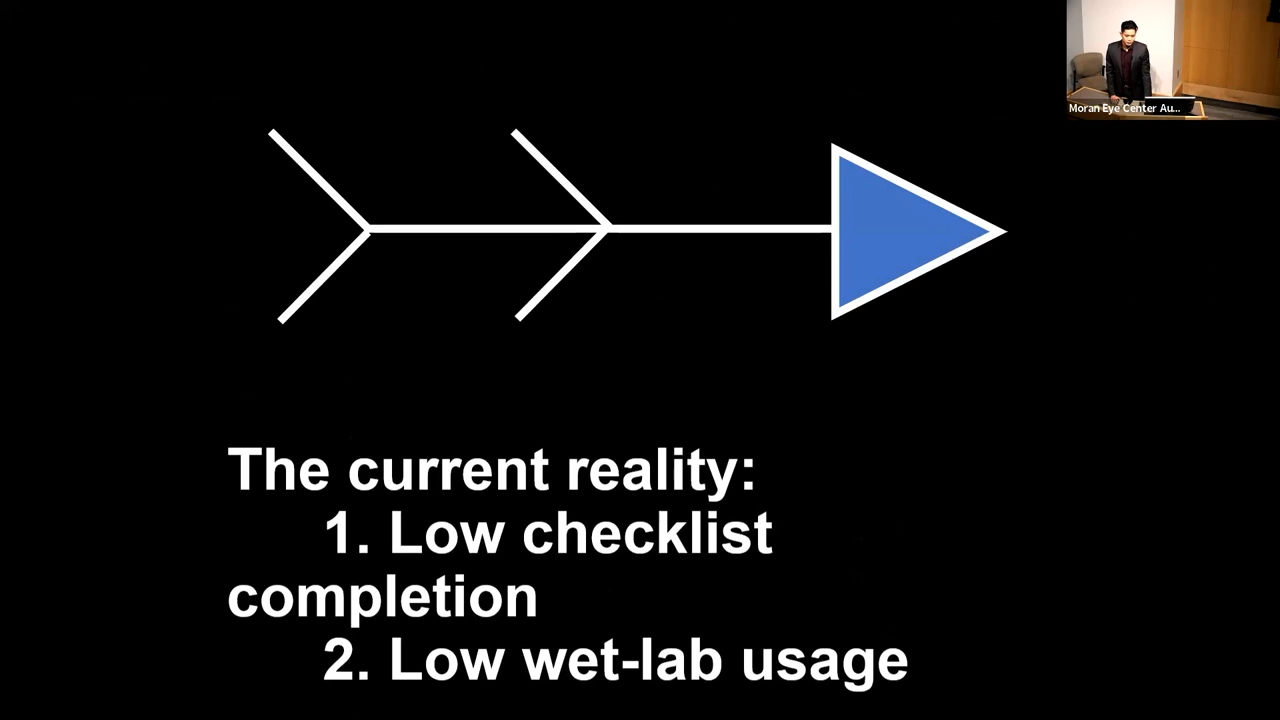 Moran Eye Center Au...
The current reality:
1. Low checklist
completion
2. Low wet-lab usage